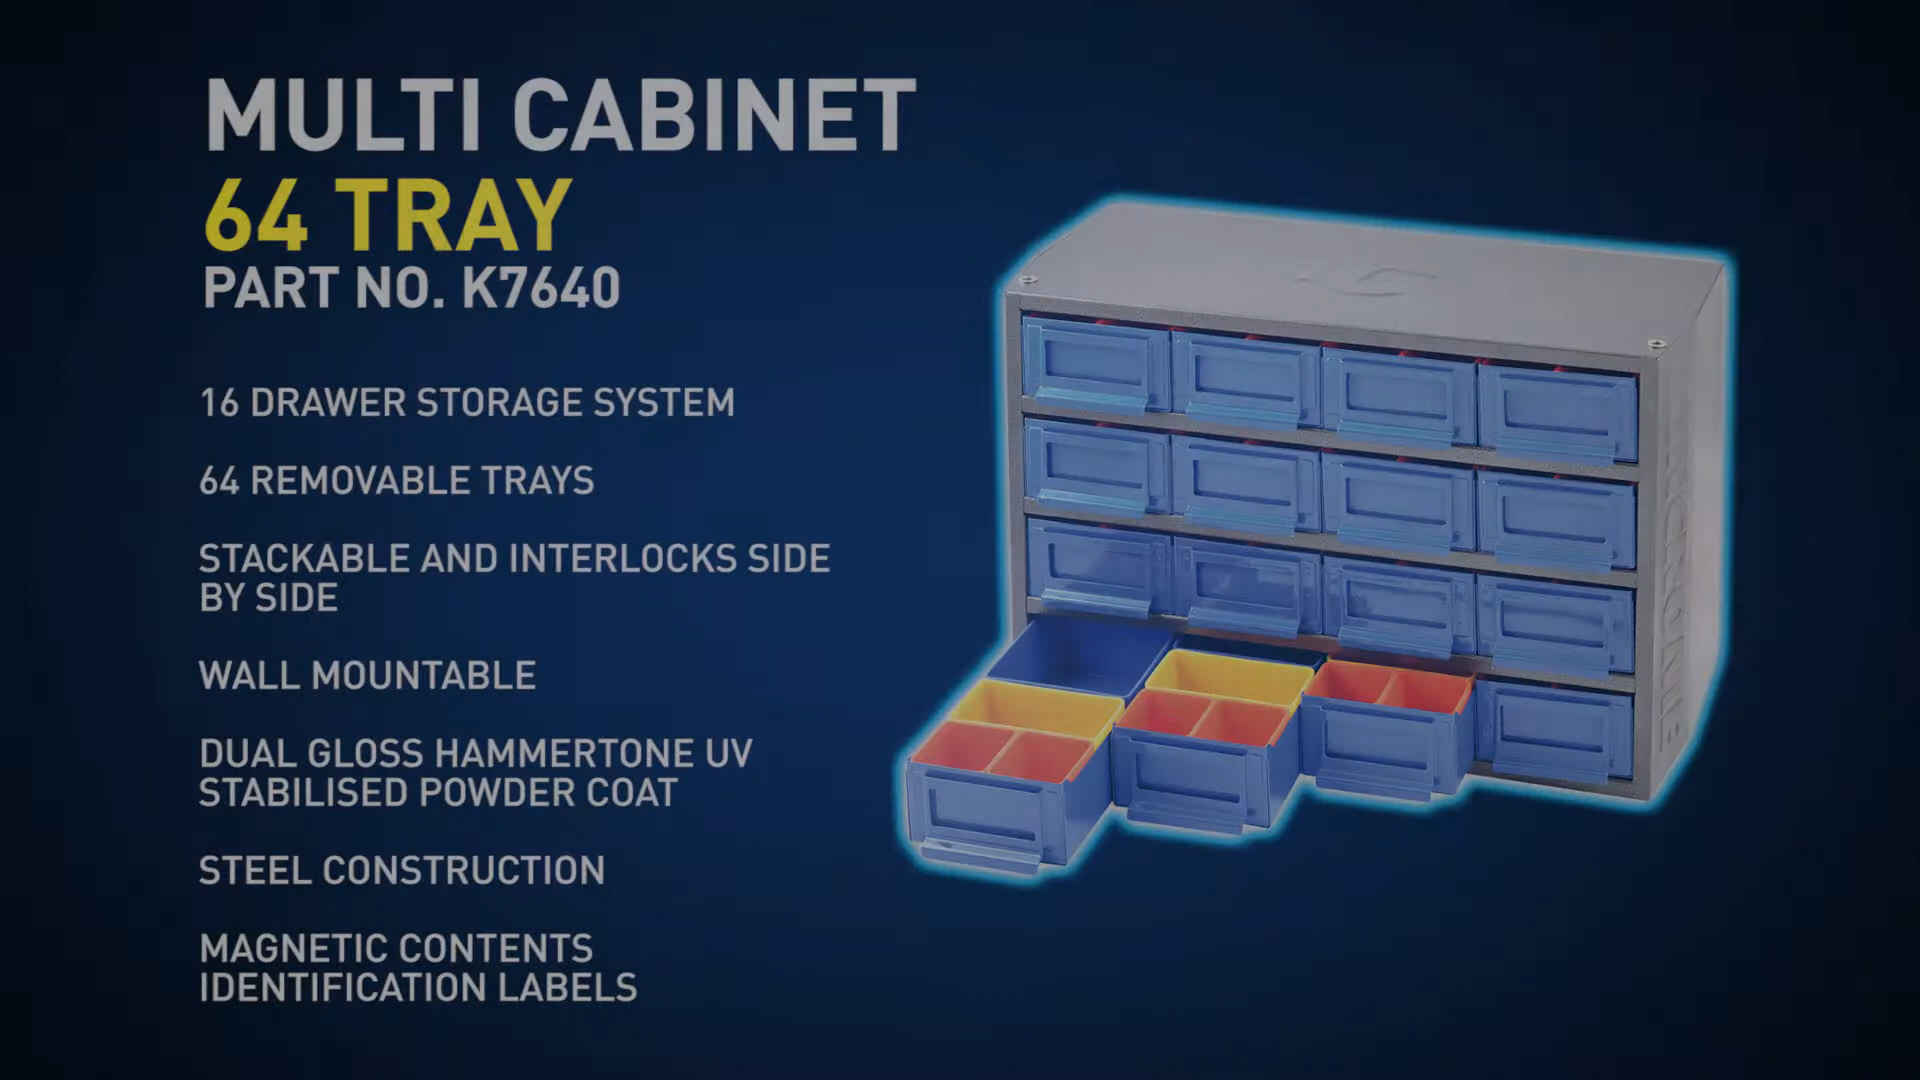 MULTI CABINET
64 TRAY
PART NO. K7640
16 DRAWER STORAGE SYSTEM
64 REMOVABLE TRAYS
STACKABLE AND INTERLOCKS SIDE
BY SIDE
WALL MOUNTABLE
DUAL GLOSS HAMMERTONE UV
STABILISED POWDER COAT
STEEL CONSTRUCTION
MAGNETIC CONTENTS
IDENTIFICATION LABELS